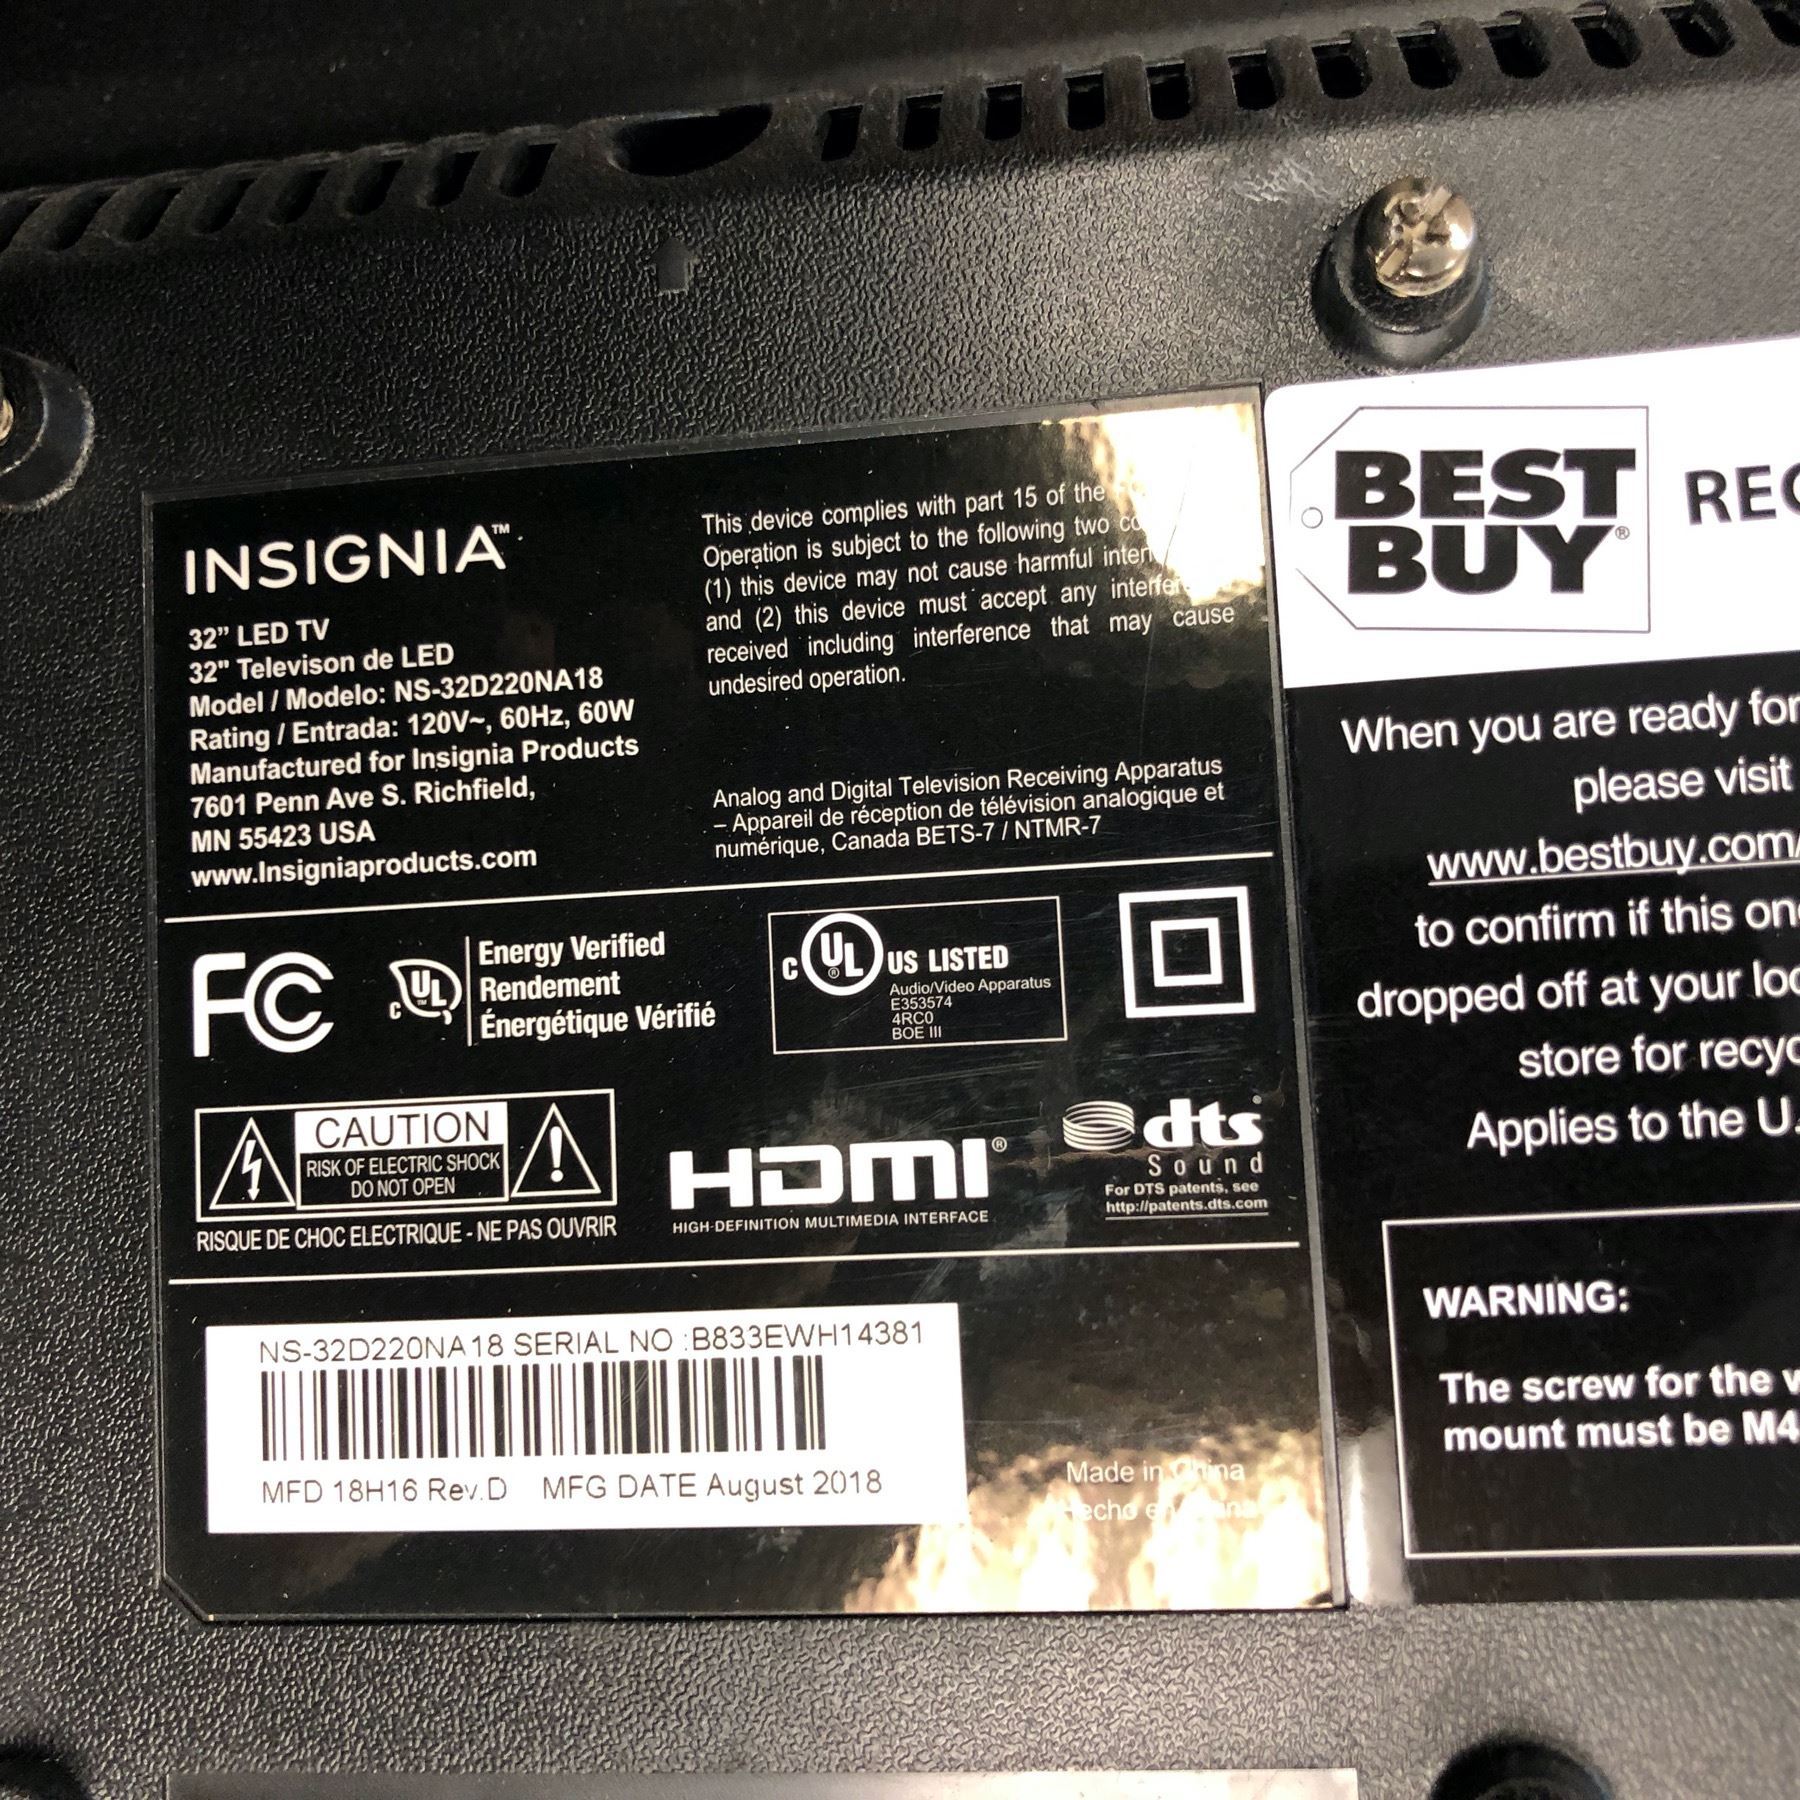 INSIGNIA™
32” LED TV
32" Televison de LED
Model / Modelo: NS-32D220NA18
Rating / Entrada: 120V~, 60Hz, 60W
Manufactured for Insignia Products
7601 Penn Ave S. Richfield,
MN 55423 USA
www.Insigniaproducts.com
This device complies with part 15 of the
Operation is subject to the following two
(1) this device may not cause harmful
and (2) this device must accept any
received including interference that may cause
undesired operation.
Analog and Digital Television Receiving Apparatus
– Appareil de réception de télévision analogique et
numérique, Canada BETS-7 / NTMR-7
FC
c UL™
Energy Verified
Rendement
Énergétique Vérifié
c UL® US LISTED
Audio/Video Apparatus
E353574
4RC0
BOE III
CAUTION
RISK OF ELECTRIC SHOCK
DO NOT OPEN
RISQUE DE CHOC ELECTRIQUE - NE PAS OUVRIR
HDMI®
HIGH-DEFINITION MULTIMEDIA INTERFACE
dts
Sound
For DTS patents, see
http://patents.dts.com
NS-32D220NA18 SERIAL NO :B833EWH14381
MFD 18H16 Rev.D MFG DATE August 2018
Made in China
Hecho en China
BEST
BUY®
When you are ready for
please visit
www.bestbuy.com/
to confirm if this
dropped off at your
store for
Applies to the
WARNING:
The screw for the
mount must be M4